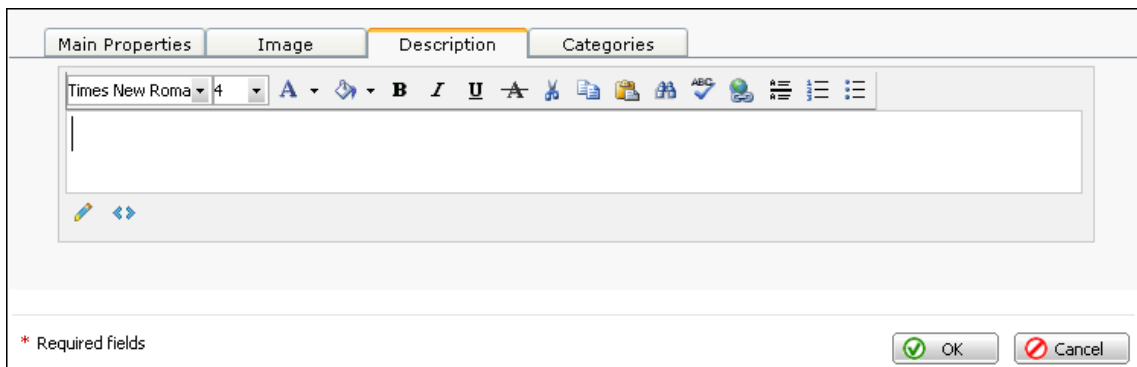 Main Properties Image Description Categories
Times New Roma 4 A B I U A ABC
* Required fields OK Cancel